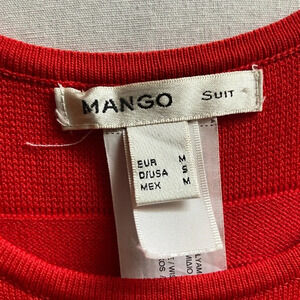 MANGO SUIT
EUR M
D/USA S
MEX M